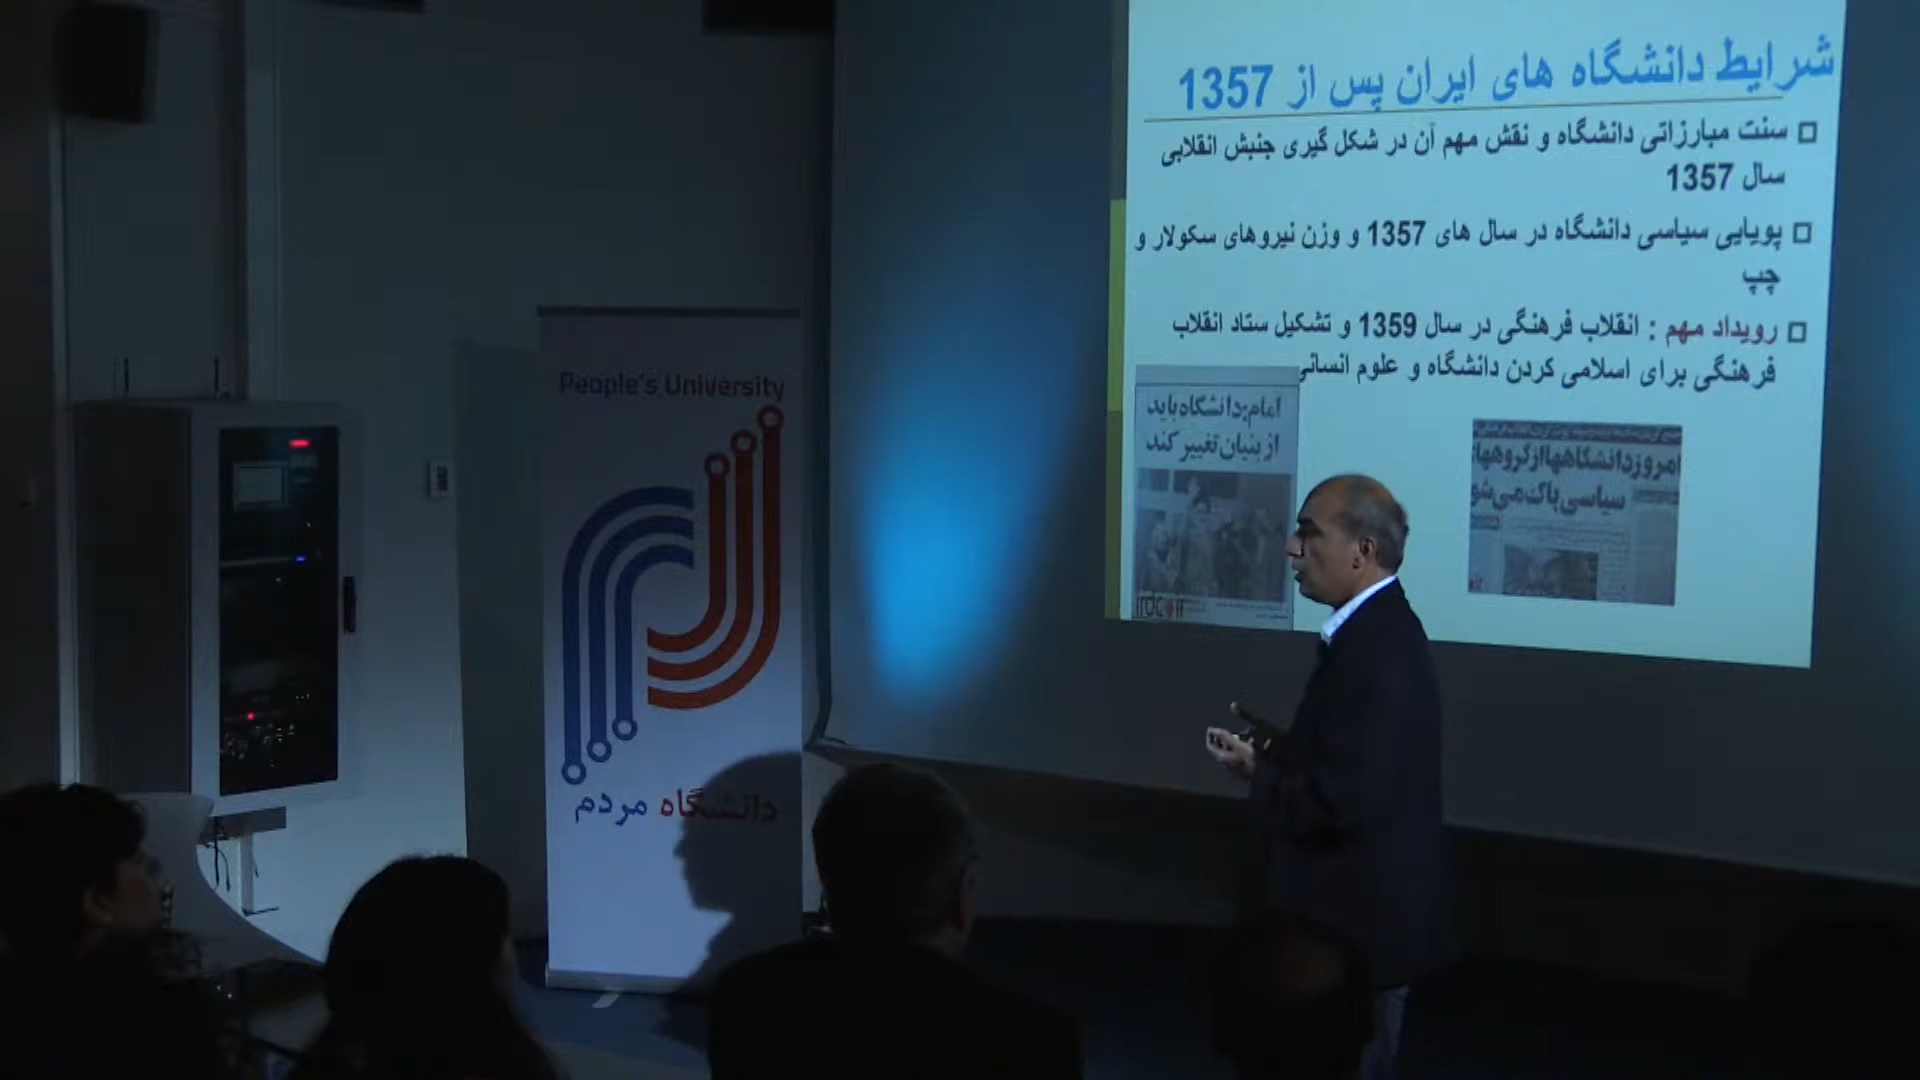 شرایط دانشگاه های ایران پس از 1357
سنت مبارزاتی دانشگاه و نقش مهم آن در شکل گیری جنبش انقلابی
سال 1357
پویایی سیاسی دانشگاه در سال های 1357 و وزن نیروهای سکولار و
چپ
رویداد مهم : انقلاب فرهنگی در سال 1359 و تشکیل ستاد انقلاب
فرهنگی برای اسلامی کردن دانشگاه و علوم انسانی
امام:دانشگاه باید
از بنیان تغییر کند
امروز دانشگاهها از گروههای
سیاسی پاک می‌شو
People's University
دانشگاه مردم